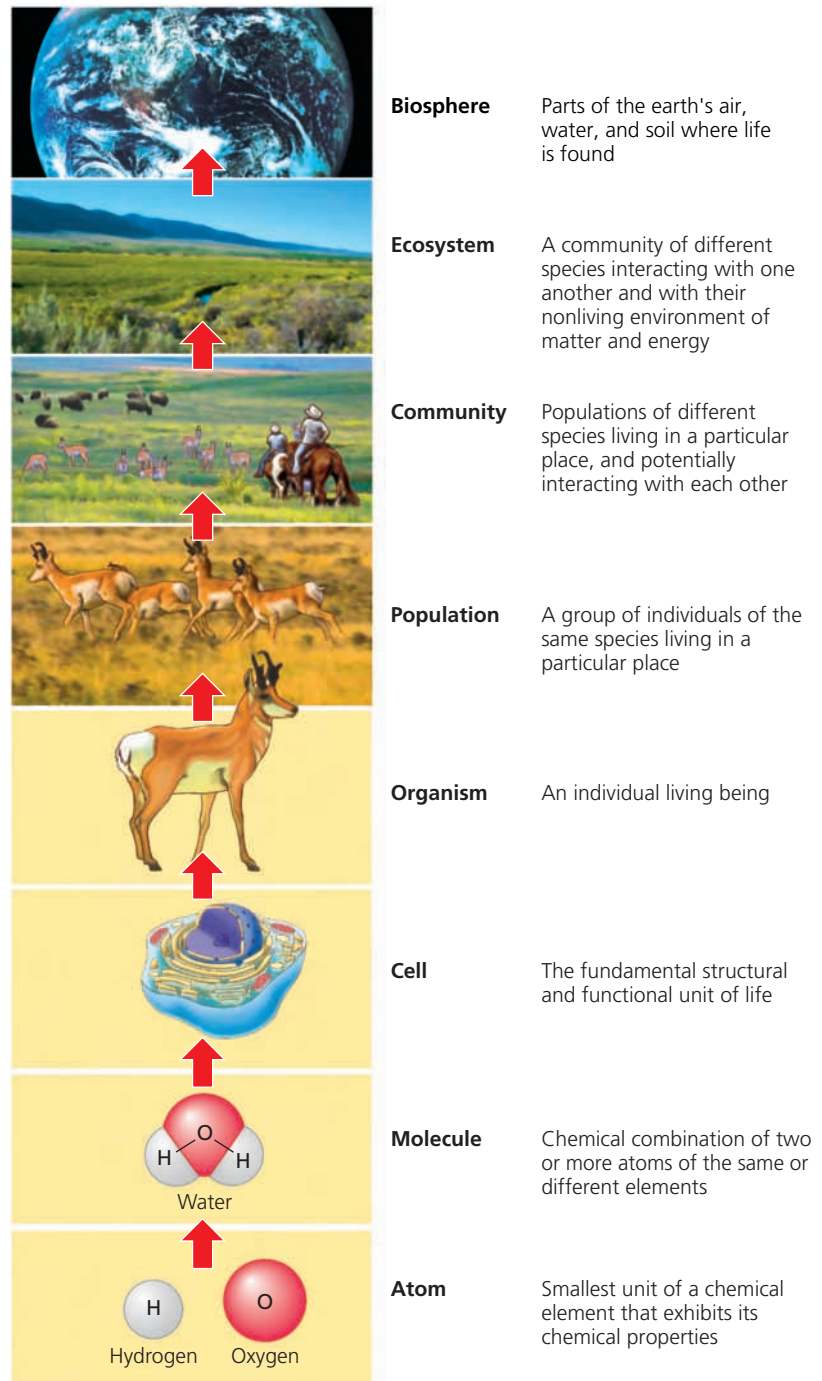 Biosphere
Parts of the earth's air,
water, and soil where life
is found
Ecosystem
A community of different
species interacting with one
another and with their
nonliving environment of
matter and energy
Community
Populations of different
species living in a particular
place, and potentially
interacting with each other
Population
A group of individuals of the
same species living in a
particular place
Organism
An individual living being
Cell
The fundamental structural
and functional unit of life
O
H H
Water
Molecule
Chemical combination of two
or more atoms of the same or
different elements
H O
Hydrogen Oxygen
Atom
Smallest unit of a chemical
element that exhibits its
chemical properties